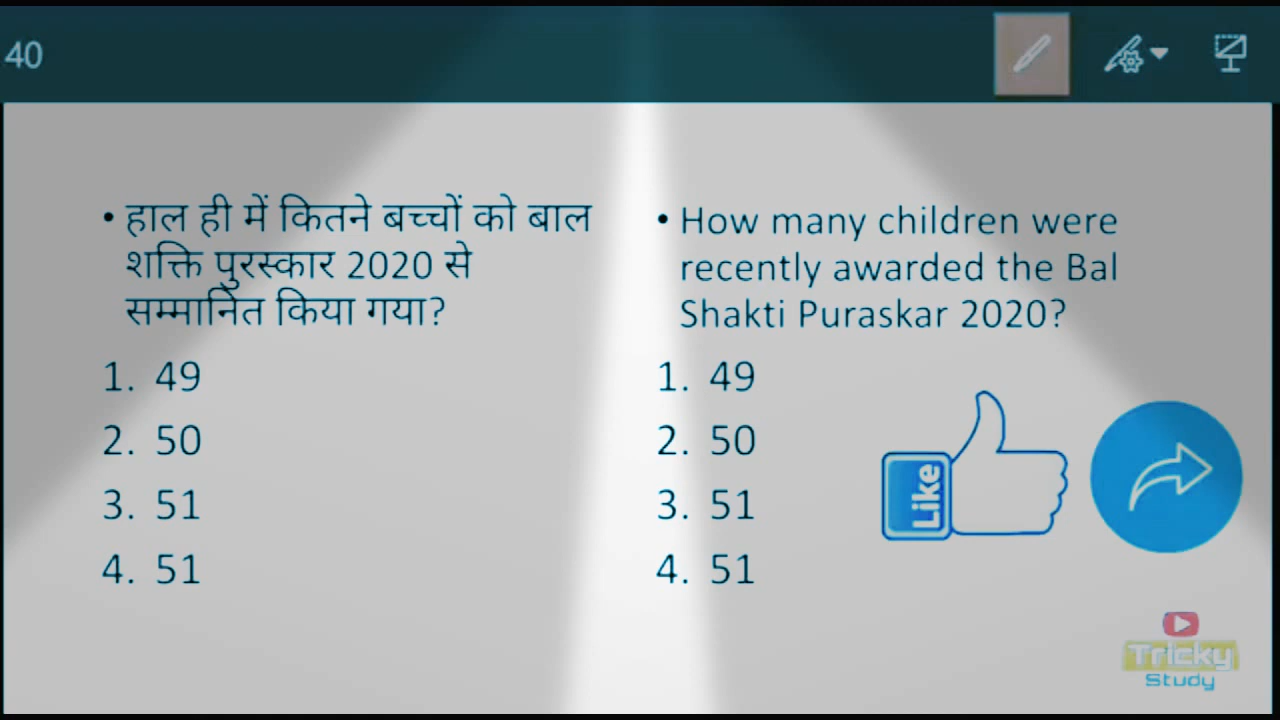 40
• हाल ही में कितने बच्चों को बाल
शक्ति पुरस्कार 2020 से
सम्मानित किया गया?
1. 49
2. 50
3. 51
4. 51
• How many children were
recently awarded the Bal
Shakti Puraskar 2020?
1. 49
2. 50
3. 51
4. 51
Like
Tricky
Study